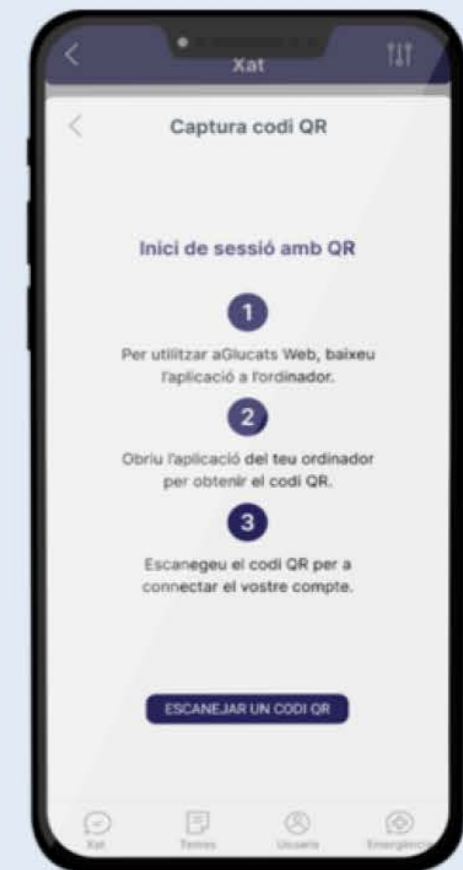 Xat
Captura codi QR
Inici de sessió amb QR
1
Per utilitzar aGlucats Web, baixeu
l'aplicació a l'ordinador.
2
Obriu l'aplicació del teu ordinador
per obtenir el codi QR.
3
Escanegeu el codi QR per a
connectar el vostre compte.
ESCANEJAR UN CODI QR
Xat Temes Usuaris Emergència